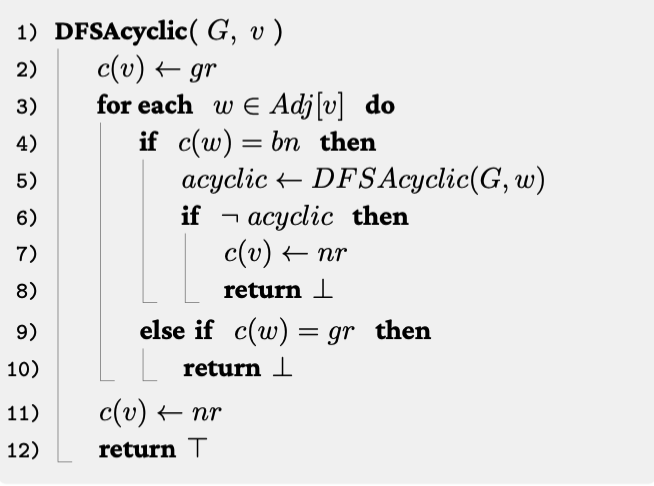 1) DFSAcyclic( G, v )
2) c(v) ← gr
3) for each w ∈ Adj[v] do
4) if c(w) = bn then
5) acyclic ← DFSAcyclic(G, w)
6) if ¬ acyclic then
7) c(v) ← nr
8) return ⊥
9) else if c(w) = gr then
10) return ⊥
11) c(v) ← nr
12) return ⊤